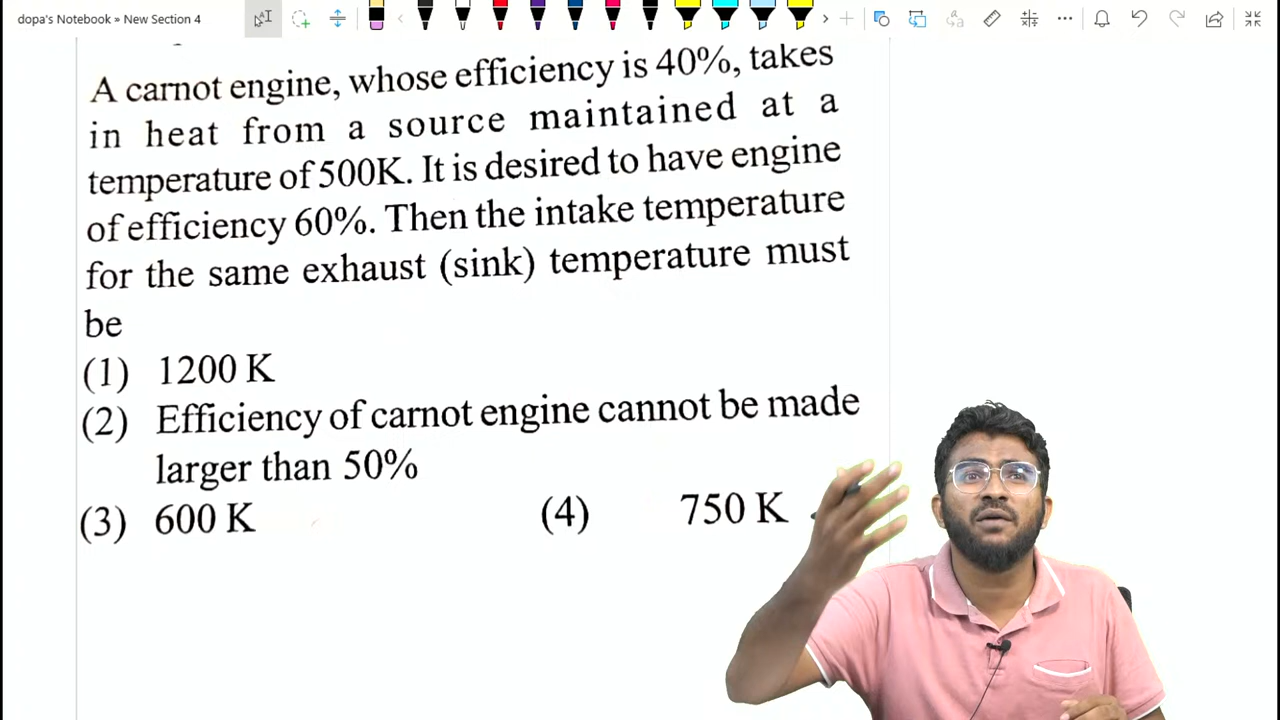 dopa's Notebook » New Section 4
A carnot engine, whose efficiency is 40%, takes
in heat from a source maintained at a
temperature of 500K. It is desired to have engine
of efficiency 60%. Then the intake temperature
for the same exhaust (sink) temperature must
be
(1) 1200 K
(2) Efficiency of carnot engine cannot be made
larger than 50%
(3) 600 K (4) 750 K